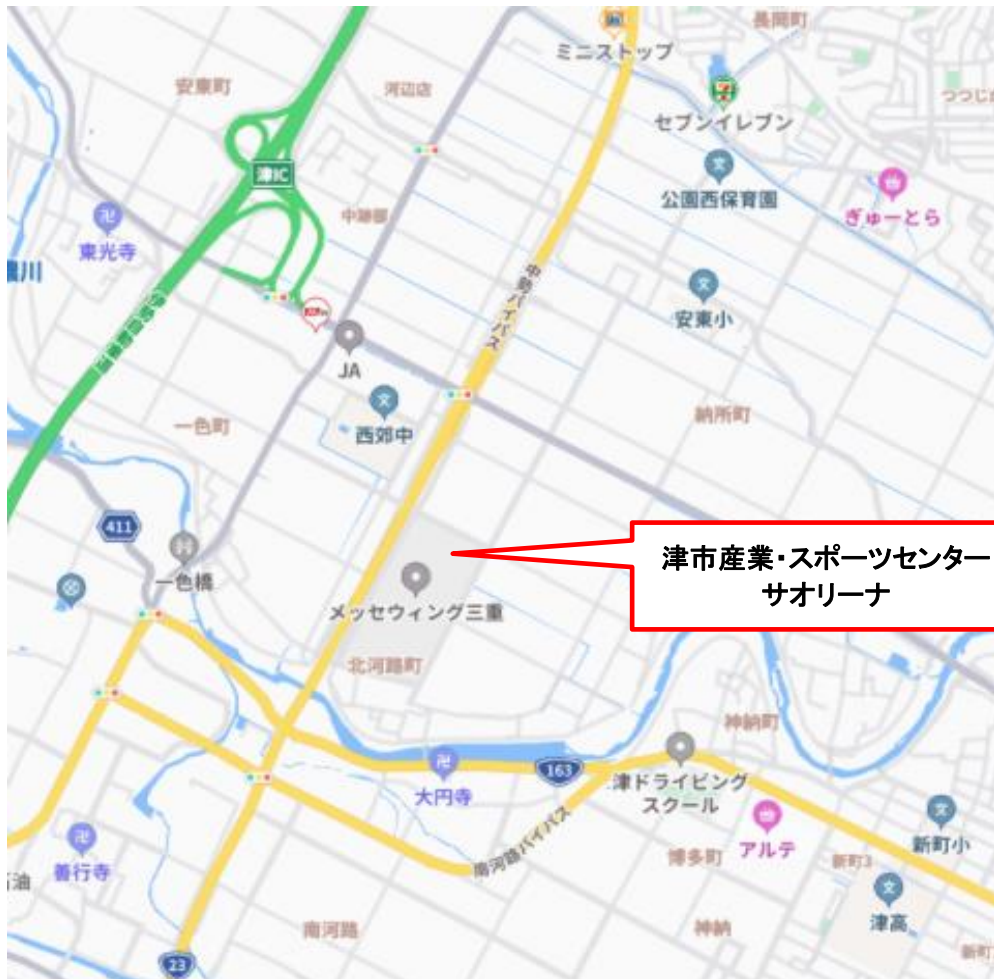 長岡町
ミニストップ
安東町
河辺店
つつじ
セブンイレブン
津IC
公園西保育園
中跡部
ぎゅーとら
東光寺
川
中勢バイパス
安東小
JA
西郊中
一色町
納所町
411
津市産業・スポーツセンター
サオリーナ
一色橋
メッセウィング三重
北河路町
神納町
163
大円寺
津ドライビング
スクール
アルテ
新町小
南河路バイパス
博多町
新町3
善行寺
油
津高
南河路
神納
23
新町